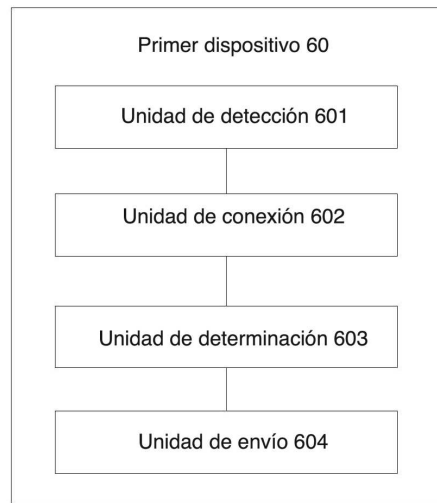 Primer dispositivo 60
Unidad de detección 601
Unidad de conexión 602
Unidad de determinación 603
Unidad de envío 604